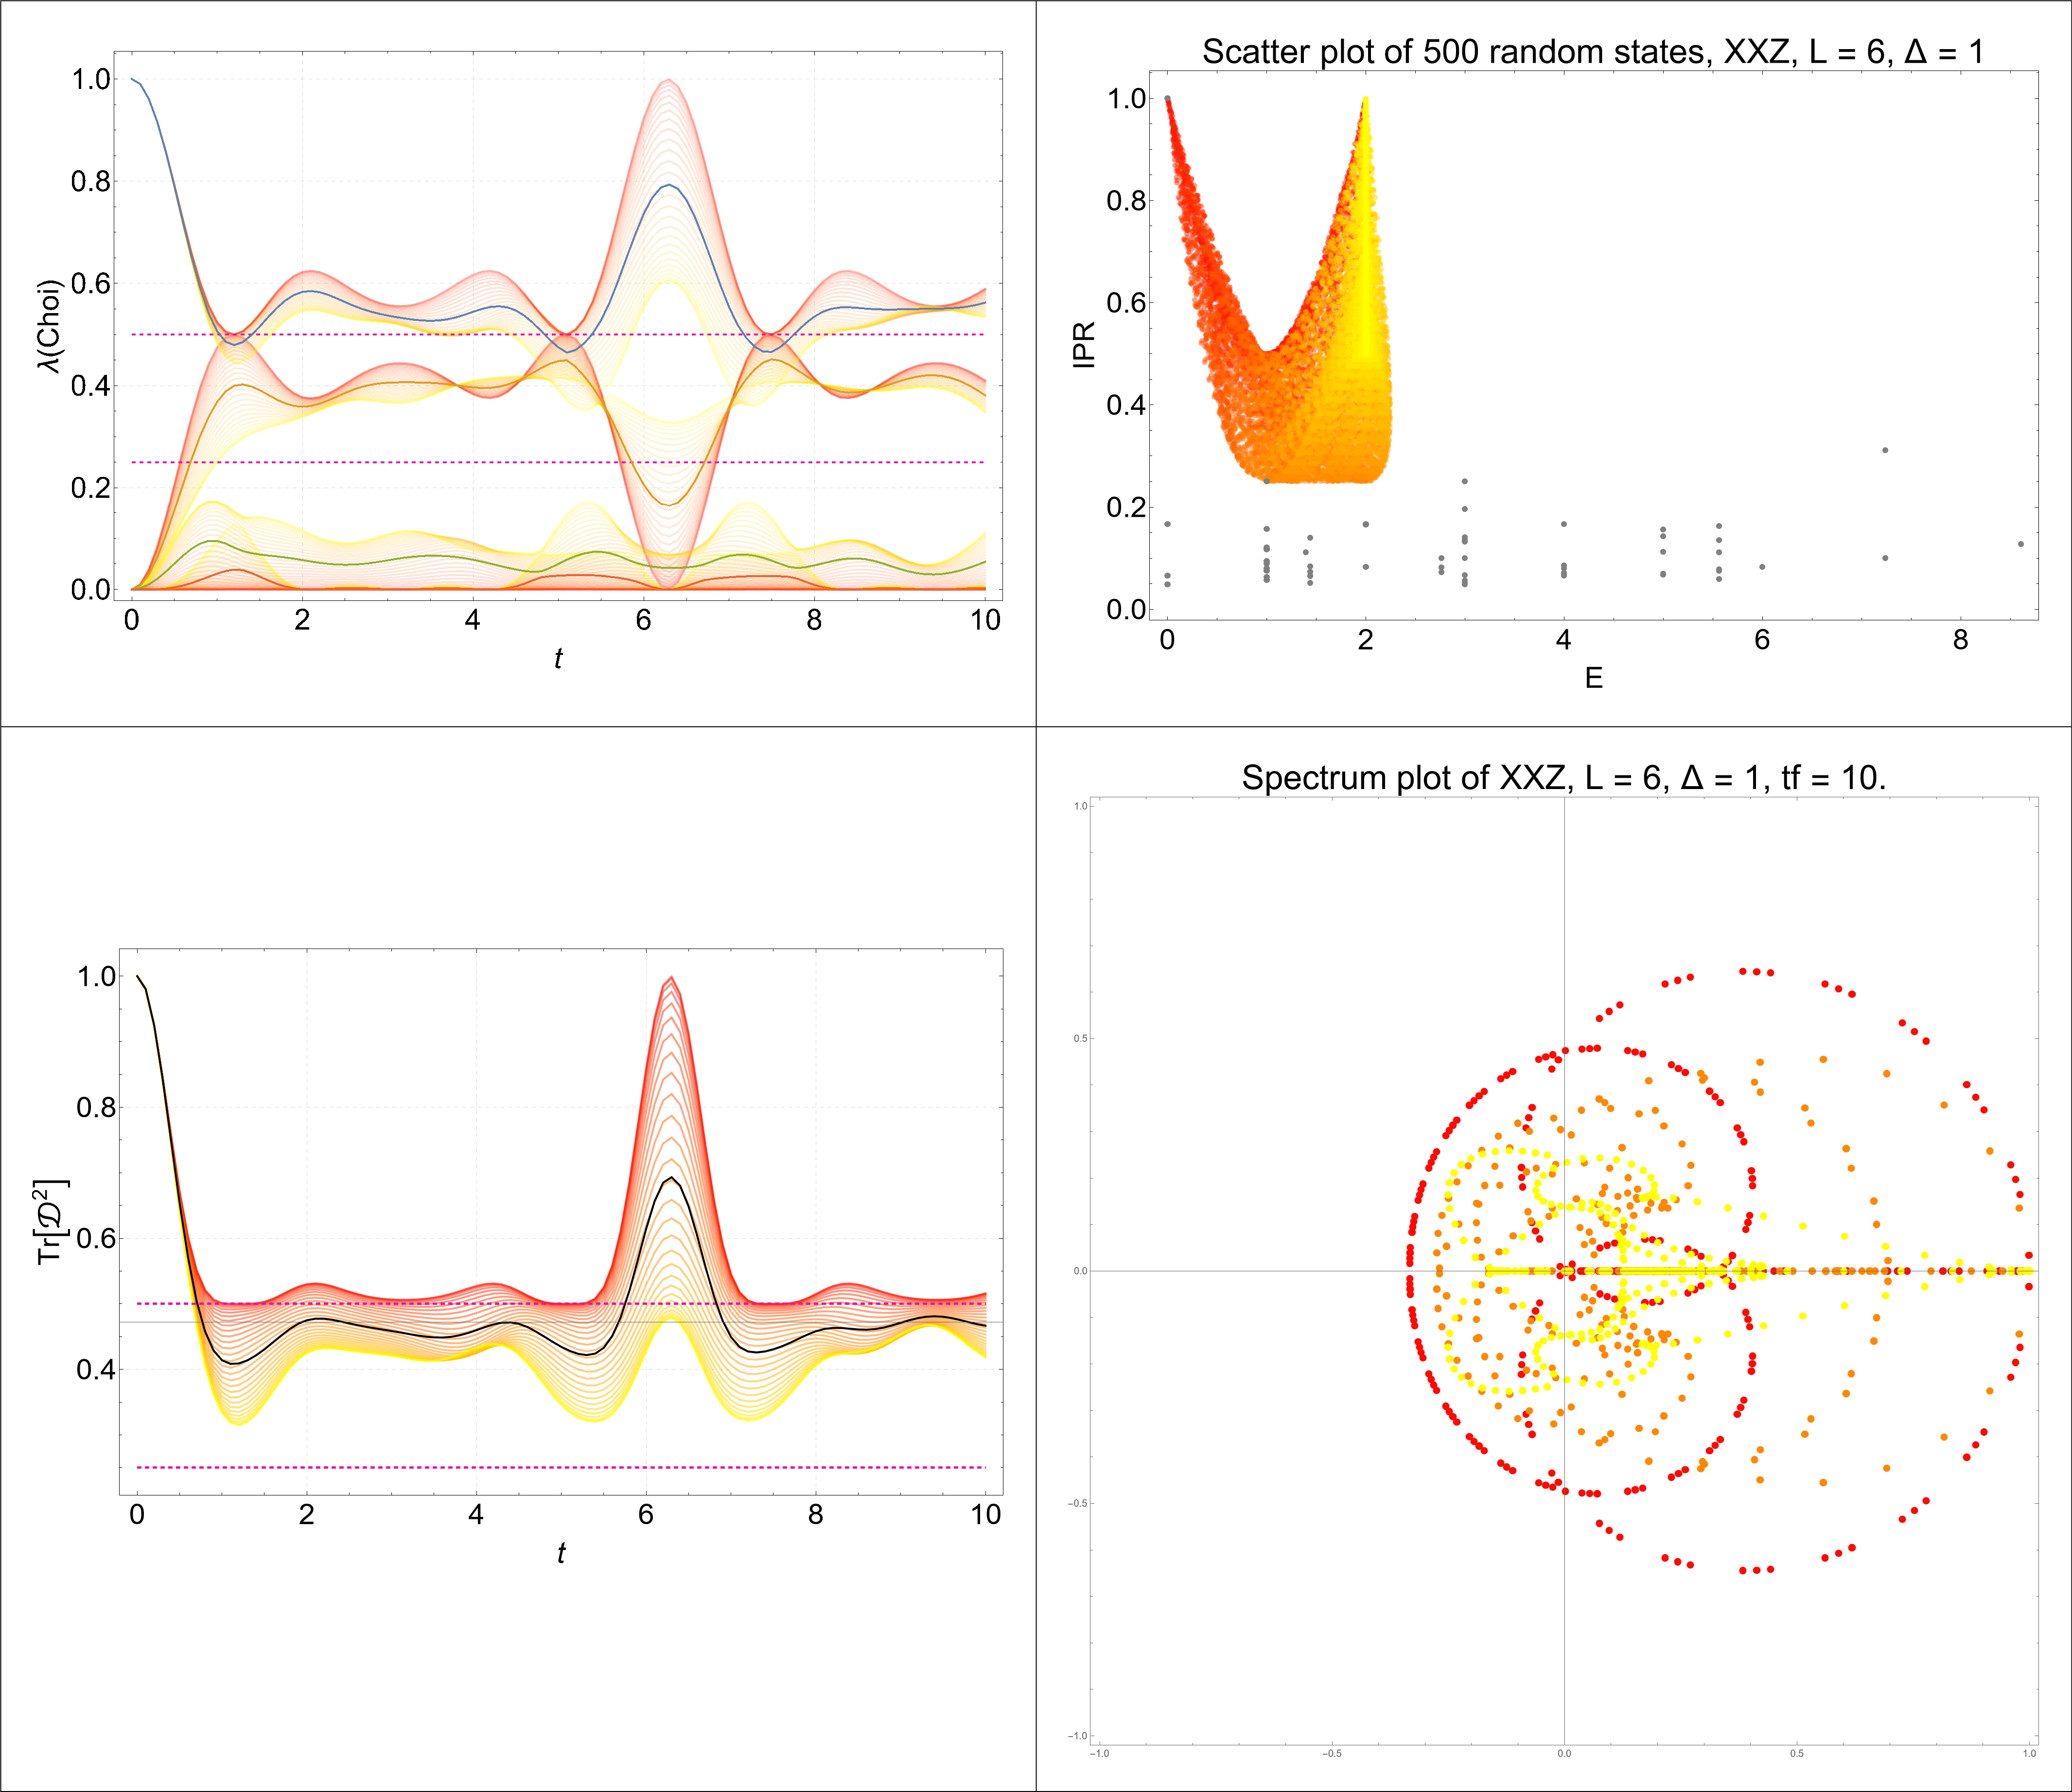 λ(Choi)
1.0
0.8
0.6
0.4
0.2
0.0
0 2 4 6 8 10
t
Scatter plot of 500 random states, XXZ, L = 6, Δ = 1
IPR
1.0
0.8
0.6
0.4
0.2
0.0
0 2 4 6 8
E
Tr[𝒟²]
1.0
0.8
0.6
0.4
0 2 4 6 8 10
t
Spectrum plot of XXZ, L = 6, Δ = 1, tf = 10.
1.0
0.5
0.0
−0.5
−1.0
−1.0 −0.5 0.0 0.5 1.0